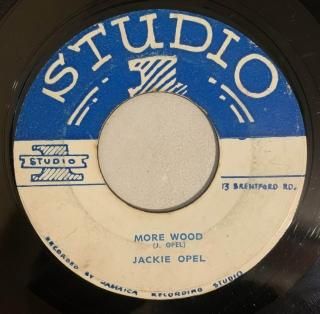 STUDIO
1
STUDIO
1
13 BRENTFORD RD.
MORE WOOD
(J. OPEL)
JACKIE OPEL
RECORDED BY JAMAICA RECORDING STUDIO